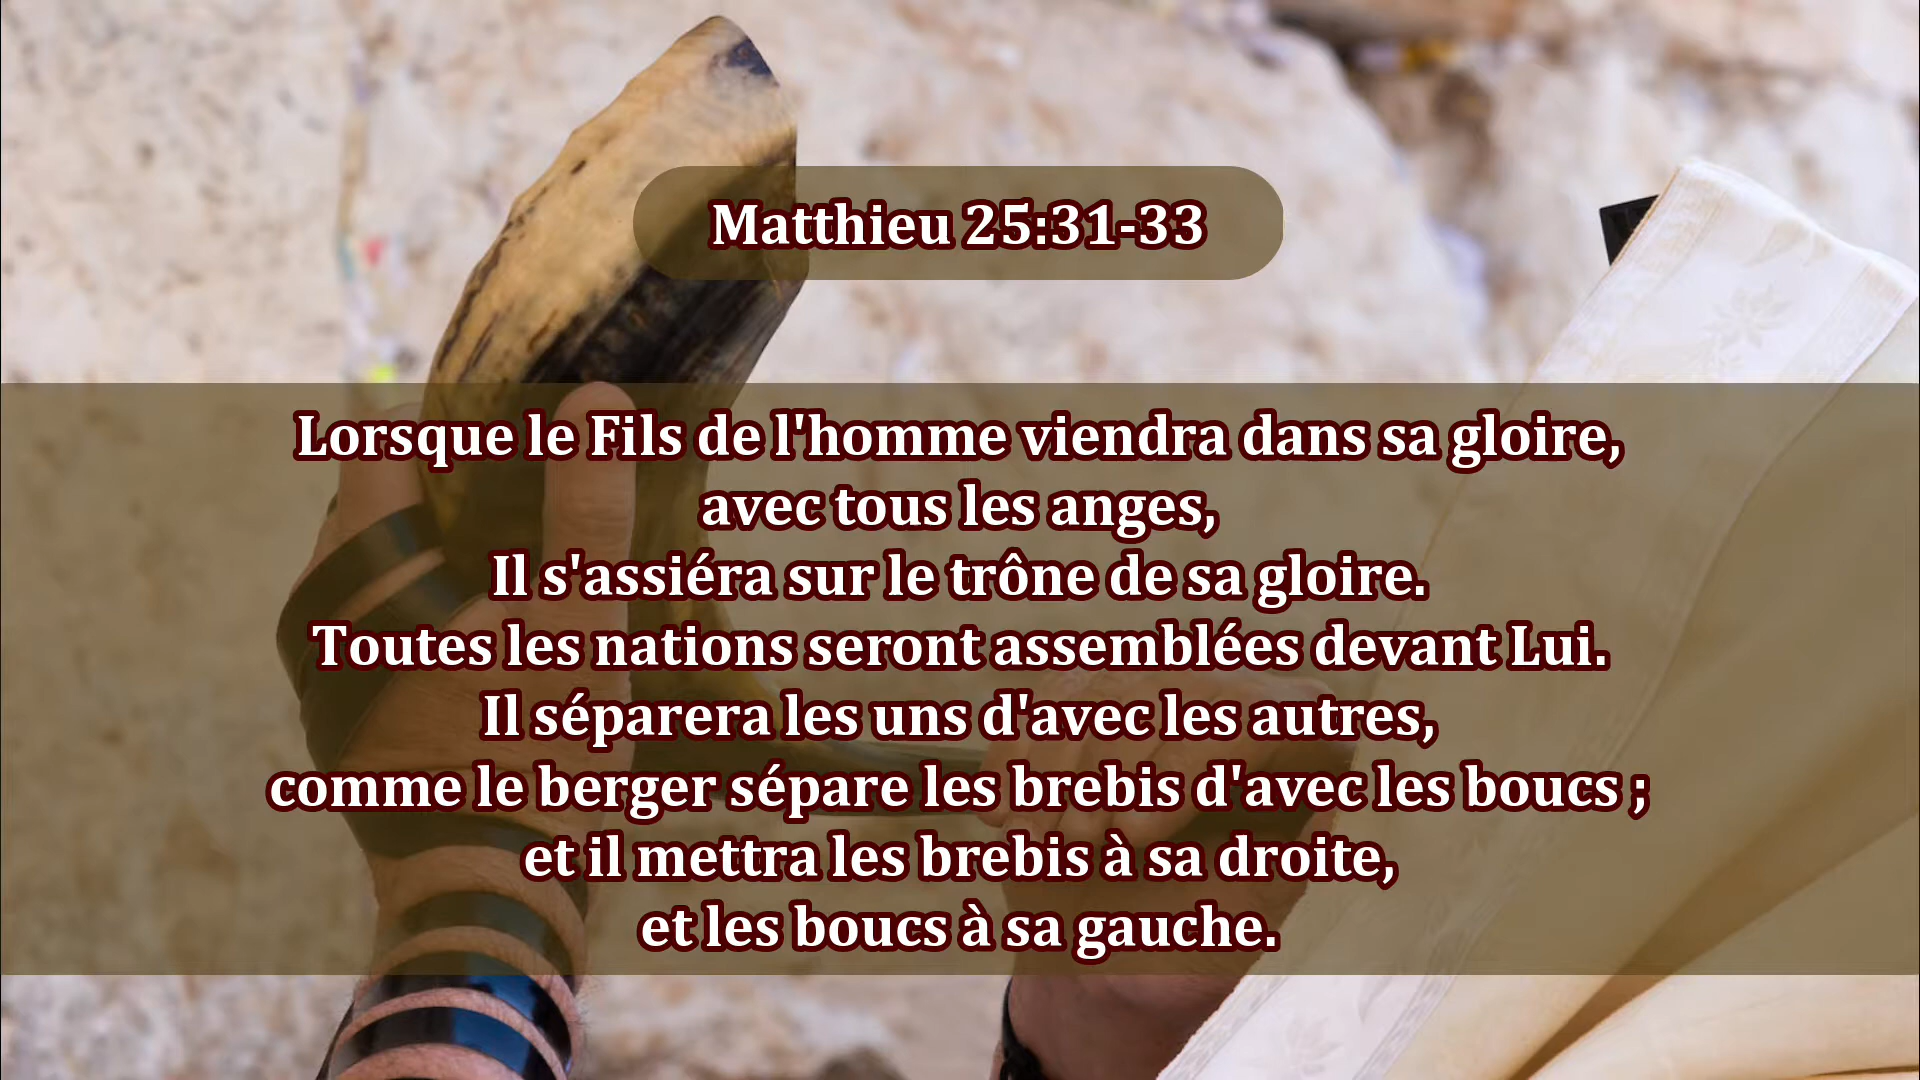 Matthieu 25:31-33
Lorsque le Fils de l'homme viendra dans sa gloire,
avec tous les anges,
Il s'assiéra sur le trône de sa gloire.
Toutes les nations seront assemblées devant Lui.
Il séparera les uns d'avec les autres,
comme le berger sépare les brebis d'avec les boucs ;
et il mettra les brebis à sa droite,
et les boucs à sa gauche.